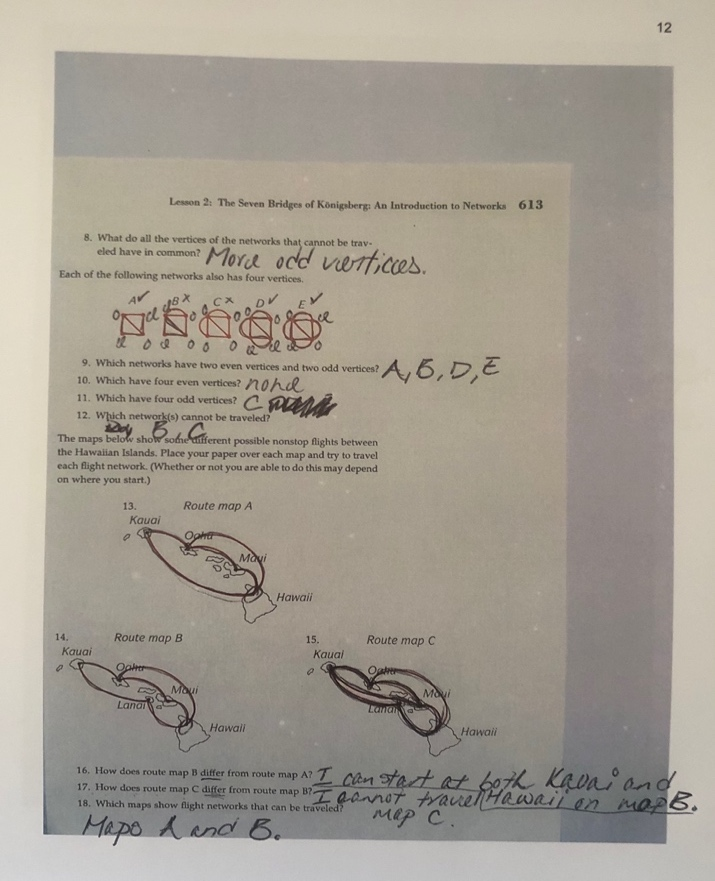 12
Lesson 2: The Seven Bridges of Königsberg: An Introduction to Networks 613
8. What do all the vertices of the networks that cannot be trav-
eled have in common? More odd vertices.
Each of the following networks also has four vertices.
A✓ B x C x D✓ E✓
9. Which networks have two even vertices and two odd vertices? A, B, D, E
10. Which have four even vertices? none
11. Which have four odd vertices? C
12. Which network(s) cannot be traveled?
B, C
The maps below show some different possible nonstop flights between
the Hawaiian Islands. Place your paper over each map and try to travel
each flight network. (Whether or not you are able to do this may depend
on where you start.)
13. Route map A
Kauai
Oahu
Maui
Hawaii
14. Route map B
Kauai
Oahu
Maui
Lanai
Hawaii
15. Route map C
Kauai
Oahu
Maui
Lanai
Hawaii
16. How does route map B differ from route map A? I can start at both Kauai and
Hawaii on map B.
17. How does route map C differ from route map B? I cannot travel
map C.
18. Which maps show flight networks that can be traveled?
Maps A and B.